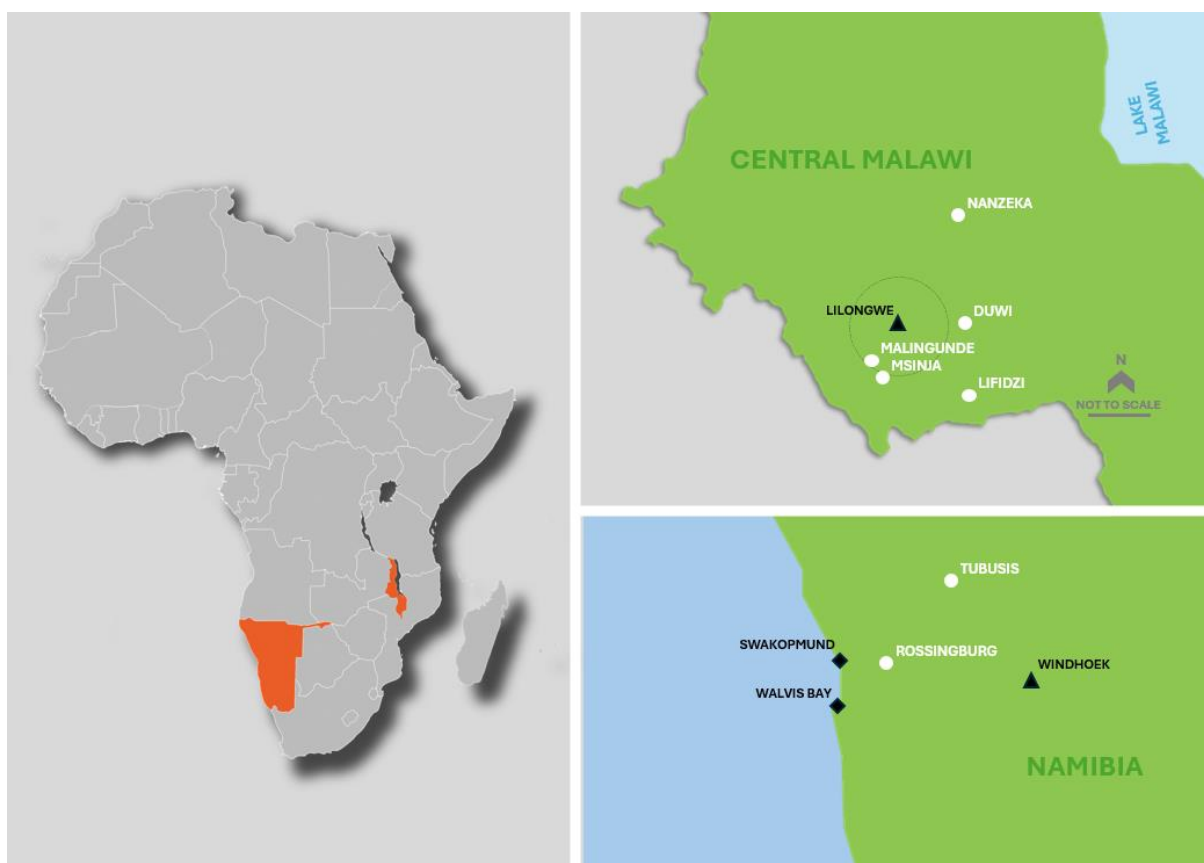 LAKE
MALAWI
CENTRAL MALAWI
NANZEKA
LILONGWE
DUWI
MALINGUNDE
MSINJA
LIFIDZI
N
NOT TO SCALE
TUBUSIS
SWAKOPMUND
ROSSINGBURG
WINDHOEK
WALVIS BAY
NAMIBIA